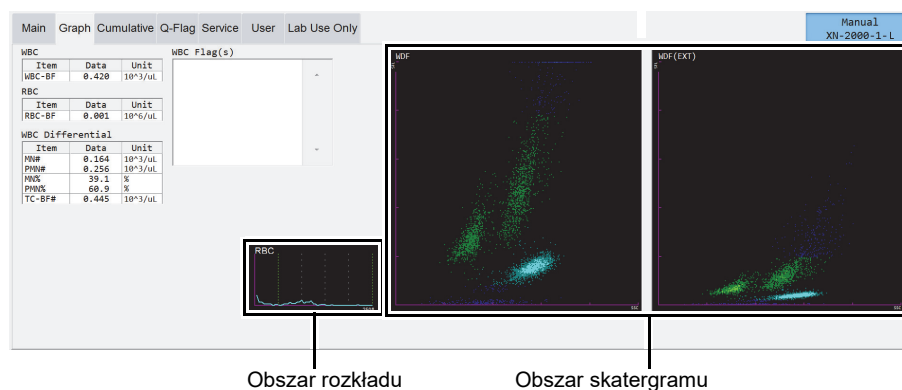 Main Graph Cumulative Q-Flag Service User Lab Use Only
Manual
XN-2000-1-L
WBC
Item Data Unit
WBC-BF 0.420 10^3/uL
RBC
Item Data Unit
RBC-BF 0.001 10^6/uL
WBC Differential
Item Data Unit
MN# 0.164 10^3/uL
PMN# 0.256 10^3/uL
MN% 39.1 %
PMN% 60.9 %
TC-BF# 0.445 10^3/uL
WBC Flag(s)
RBC
WDF
SSC
WDF(EXT)
SSC
Obszar rozkładu
Obszar skatergramu